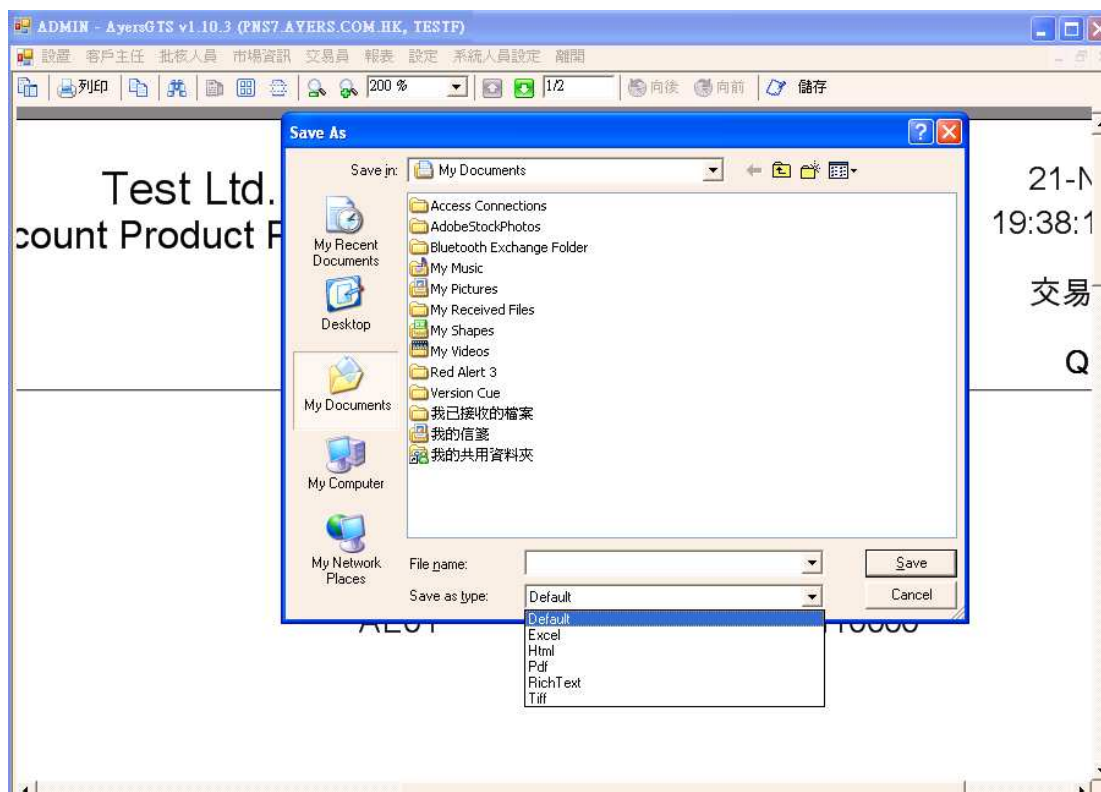 ADMIN - AyersGTS v1.10.3 (PNS7.AYERS.COM.HK, TESTF)
設置 客戶主任 批核人員 市場資訊 交易員 報表 設定 系統人員設定 離開
列印 200 % 1/2 向後 向前 儲存
Save As
Save in: My Documents
Test Ltd.
count Product
21-N
19:38:1
交易
Q
My Recent Documents
Desktop
My Documents
My Computer
My Network Places
Access Connections
AdobeStockPhotos
Bluetooth Exchange Folder
My Music
My Pictures
My Received Files
My Shapes
My Videos
Red Alert 3
Version Cue
我已接收的檔案
我的信箋
我的共用資料夾
File name: Save
Save as type: Default Cancel
Default
Excel
Html
Pdf
RichText
Tiff